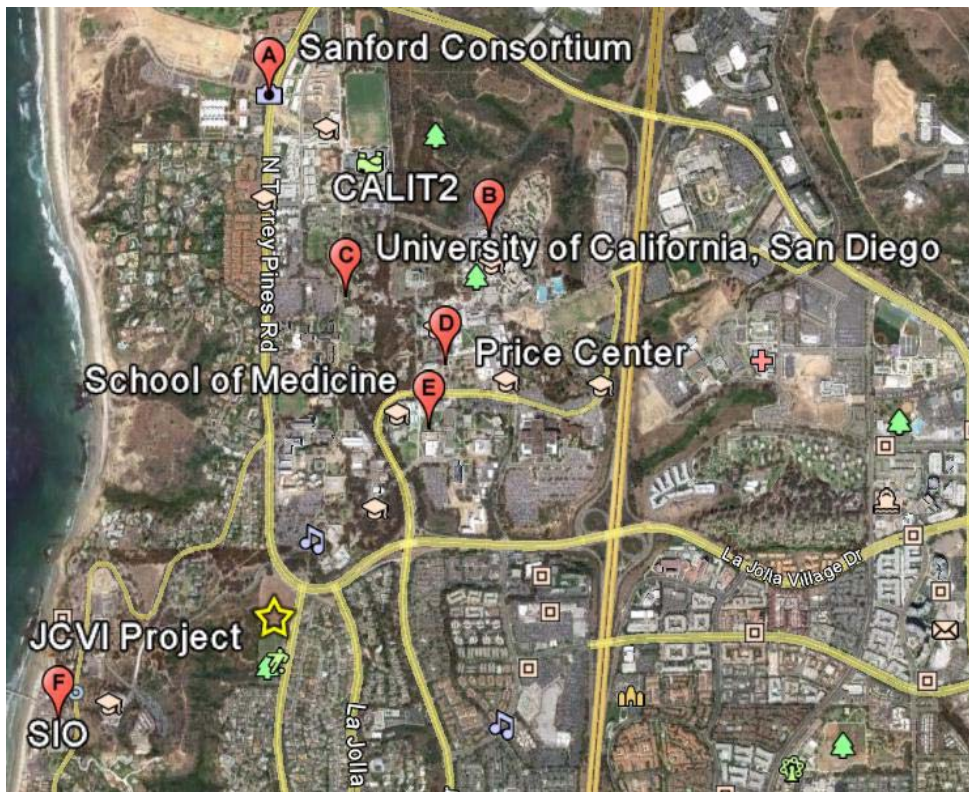 A
Sanford Consortium
N Torrey Pines Rd
CALIT2
B
C
University of California, San Diego
D
Price Center
School of Medicine
E
La Jolla Village Dr
JCVI Project
F
SIO
La Jolla